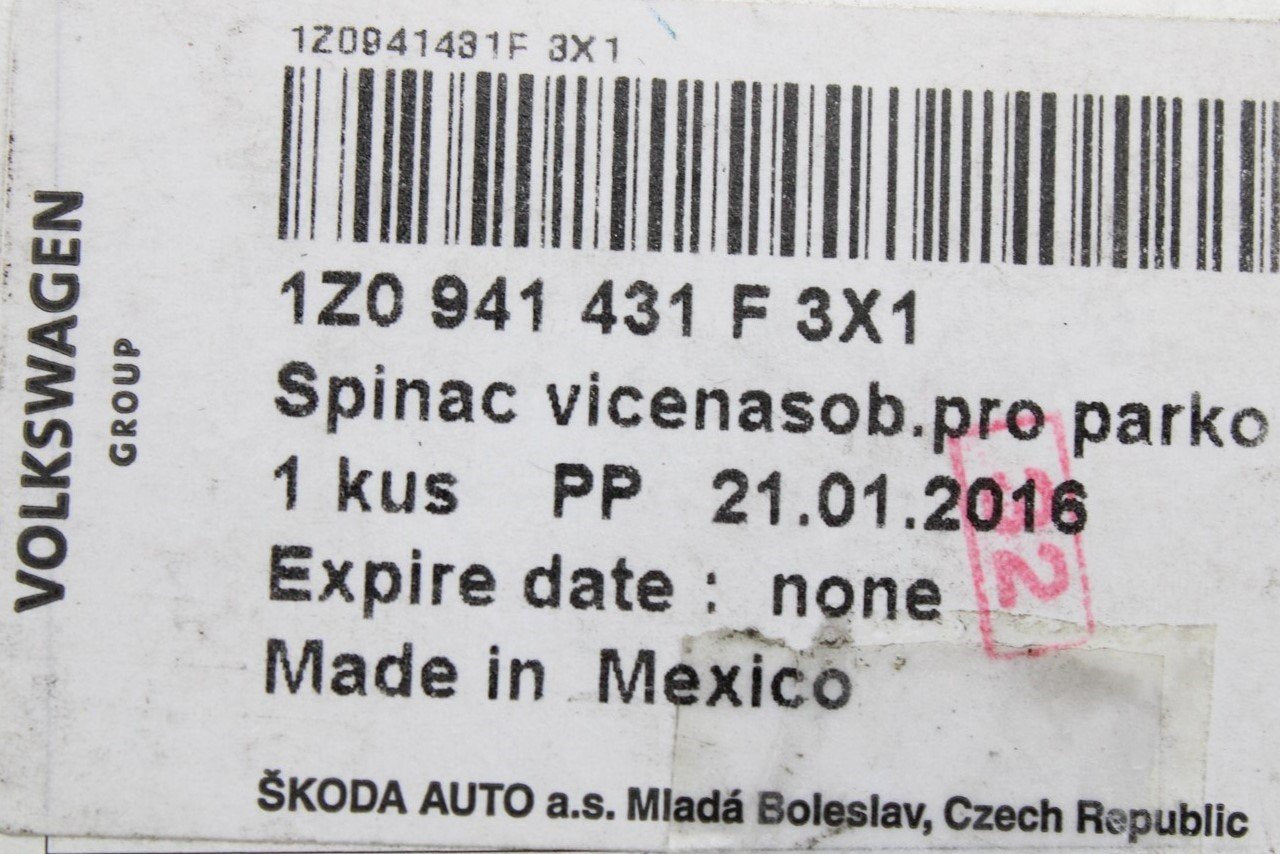 1Z0941431F 3X1
VOLKSWAGEN
GROUP
1Z0 941 431 F 3X1
Spinac vicenasob.pro parko
1 kus PP 21.01.2016
Expire date : none
Made in Mexico
ŠKODA AUTO a.s. Mladá Boleslav, Czech Republic